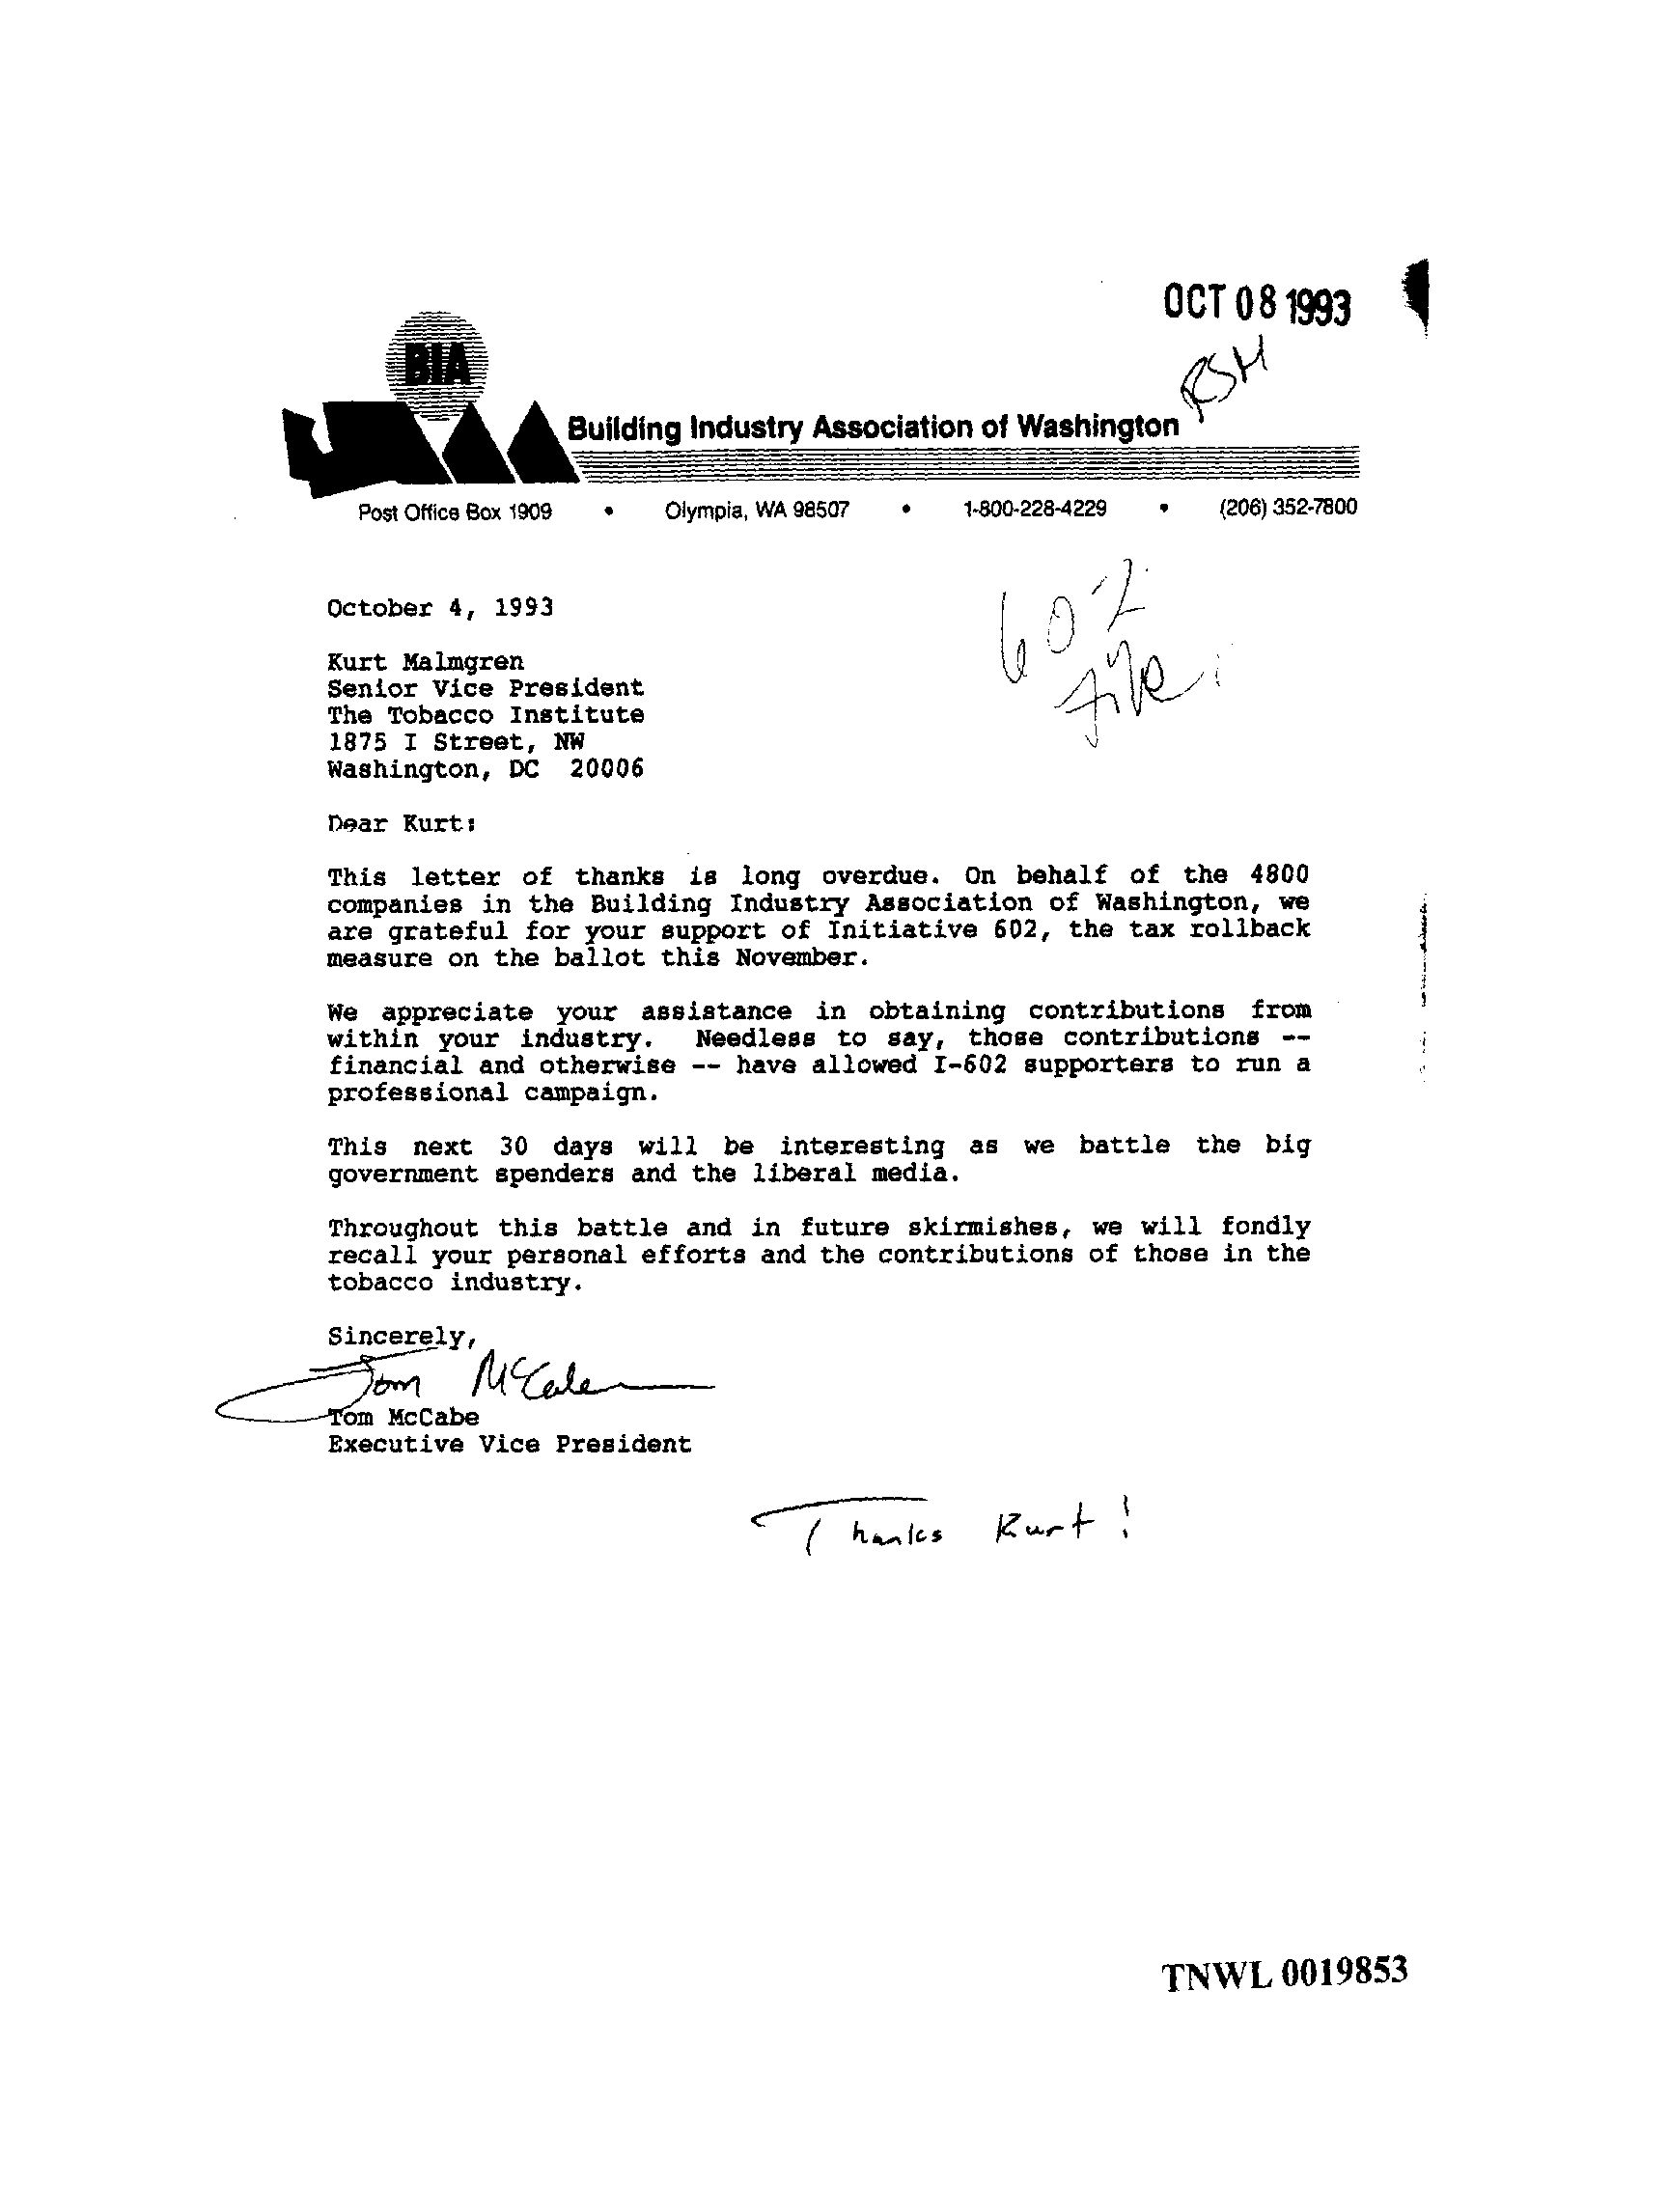 OCT 08 1993
RSM
BIA
Building Industry Association of Washington
Post Office Box 1909 • Olympia, WA 98507 • 1-800-228-4229 • (206) 352-7800
602
file
October 4, 1993
Kurt Malmgren
Senior Vice President
The Tobacco Institute
1875 I Street, NW
Washington, DC 20006
Dear Kurt:
This letter of thanks is long overdue. On behalf of the 4800
companies in the Building Industry Association of Washington, we
are grateful for your support of Initiative 602, the tax rollback
measure on the ballot this November.
We appreciate your assistance in obtaining contributions from
within your industry. Needless to say, those contributions --
financial and otherwise -- have allowed I-602 supporters to run a
professional campaign.
This next 30 days will be interesting as we battle the big
government spenders and the liberal media.
Throughout this battle and in future skirmishes, we will fondly
recall your personal efforts and the contributions of those in the
tobacco industry.
Sincerely,
Tom McCabe
Tom McCabe
Executive Vice President
Thanks Kurt!
TNWL 0019853